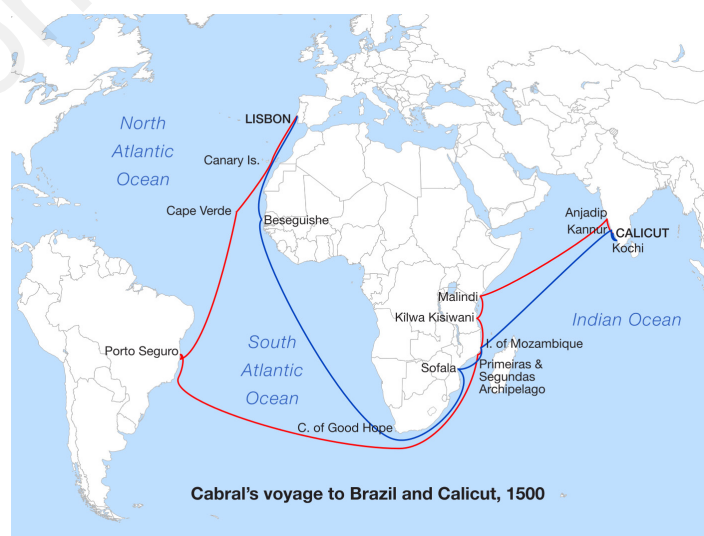 North
Atlantic
Ocean
LISBON
Canary Is.
Cape Verde
Beseguishe
Anjadip
Kannur
CALICUT
Kochi
Malindi
Kilwa Kisiwani
Indian Ocean
South
Atlantic
Ocean
Porto Seguro
I. of Mozambique
Sofala
Primeiras &
Segundas
Archipelago
C. of Good Hope
Cabral's voyage to Brazil and Calicut, 1500